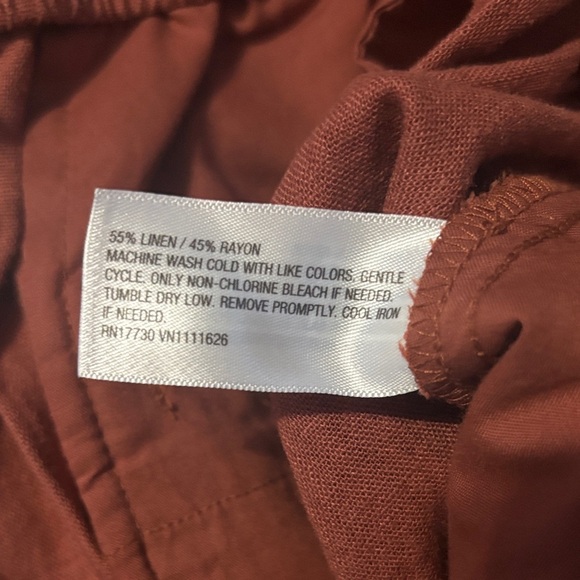 55% LINEN / 45% RAYON
MACHINE WASH COLD WITH LIKE COLORS, GENTLE
CYCLE. ONLY NON-CHLORINE BLEACH IF NEEDED.
TUMBLE DRY LOW. REMOVE PROMPTLY. COOL IRON
IF NEEDED.
RN17730 VN1111626